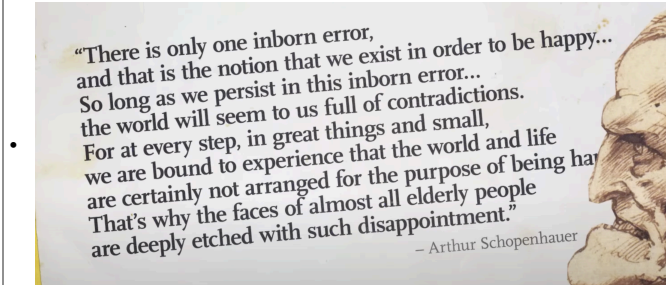 “There is only one inborn error,
and that is the notion that we exist in order to be happy...
So long as we persist in this inborn error...
the world will seem to us full of contradictions.
For at every step, in great things and small,
we are bound to experience that the world and life
are certainly not arranged for the purpose of being
That’s why the faces of almost all elderly people
are deeply etched with such disappointment.”
– Arthur Schopenhauer